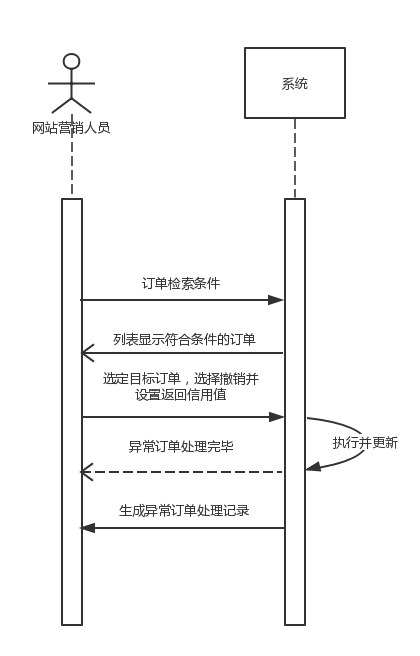 系统
网站营销人员
订单检索条件
列表显示符合条件的订单
选定目标订单，选择撤销并
设置返回信用值
执行并更新
异常订单处理完毕
生成异常订单处理记录